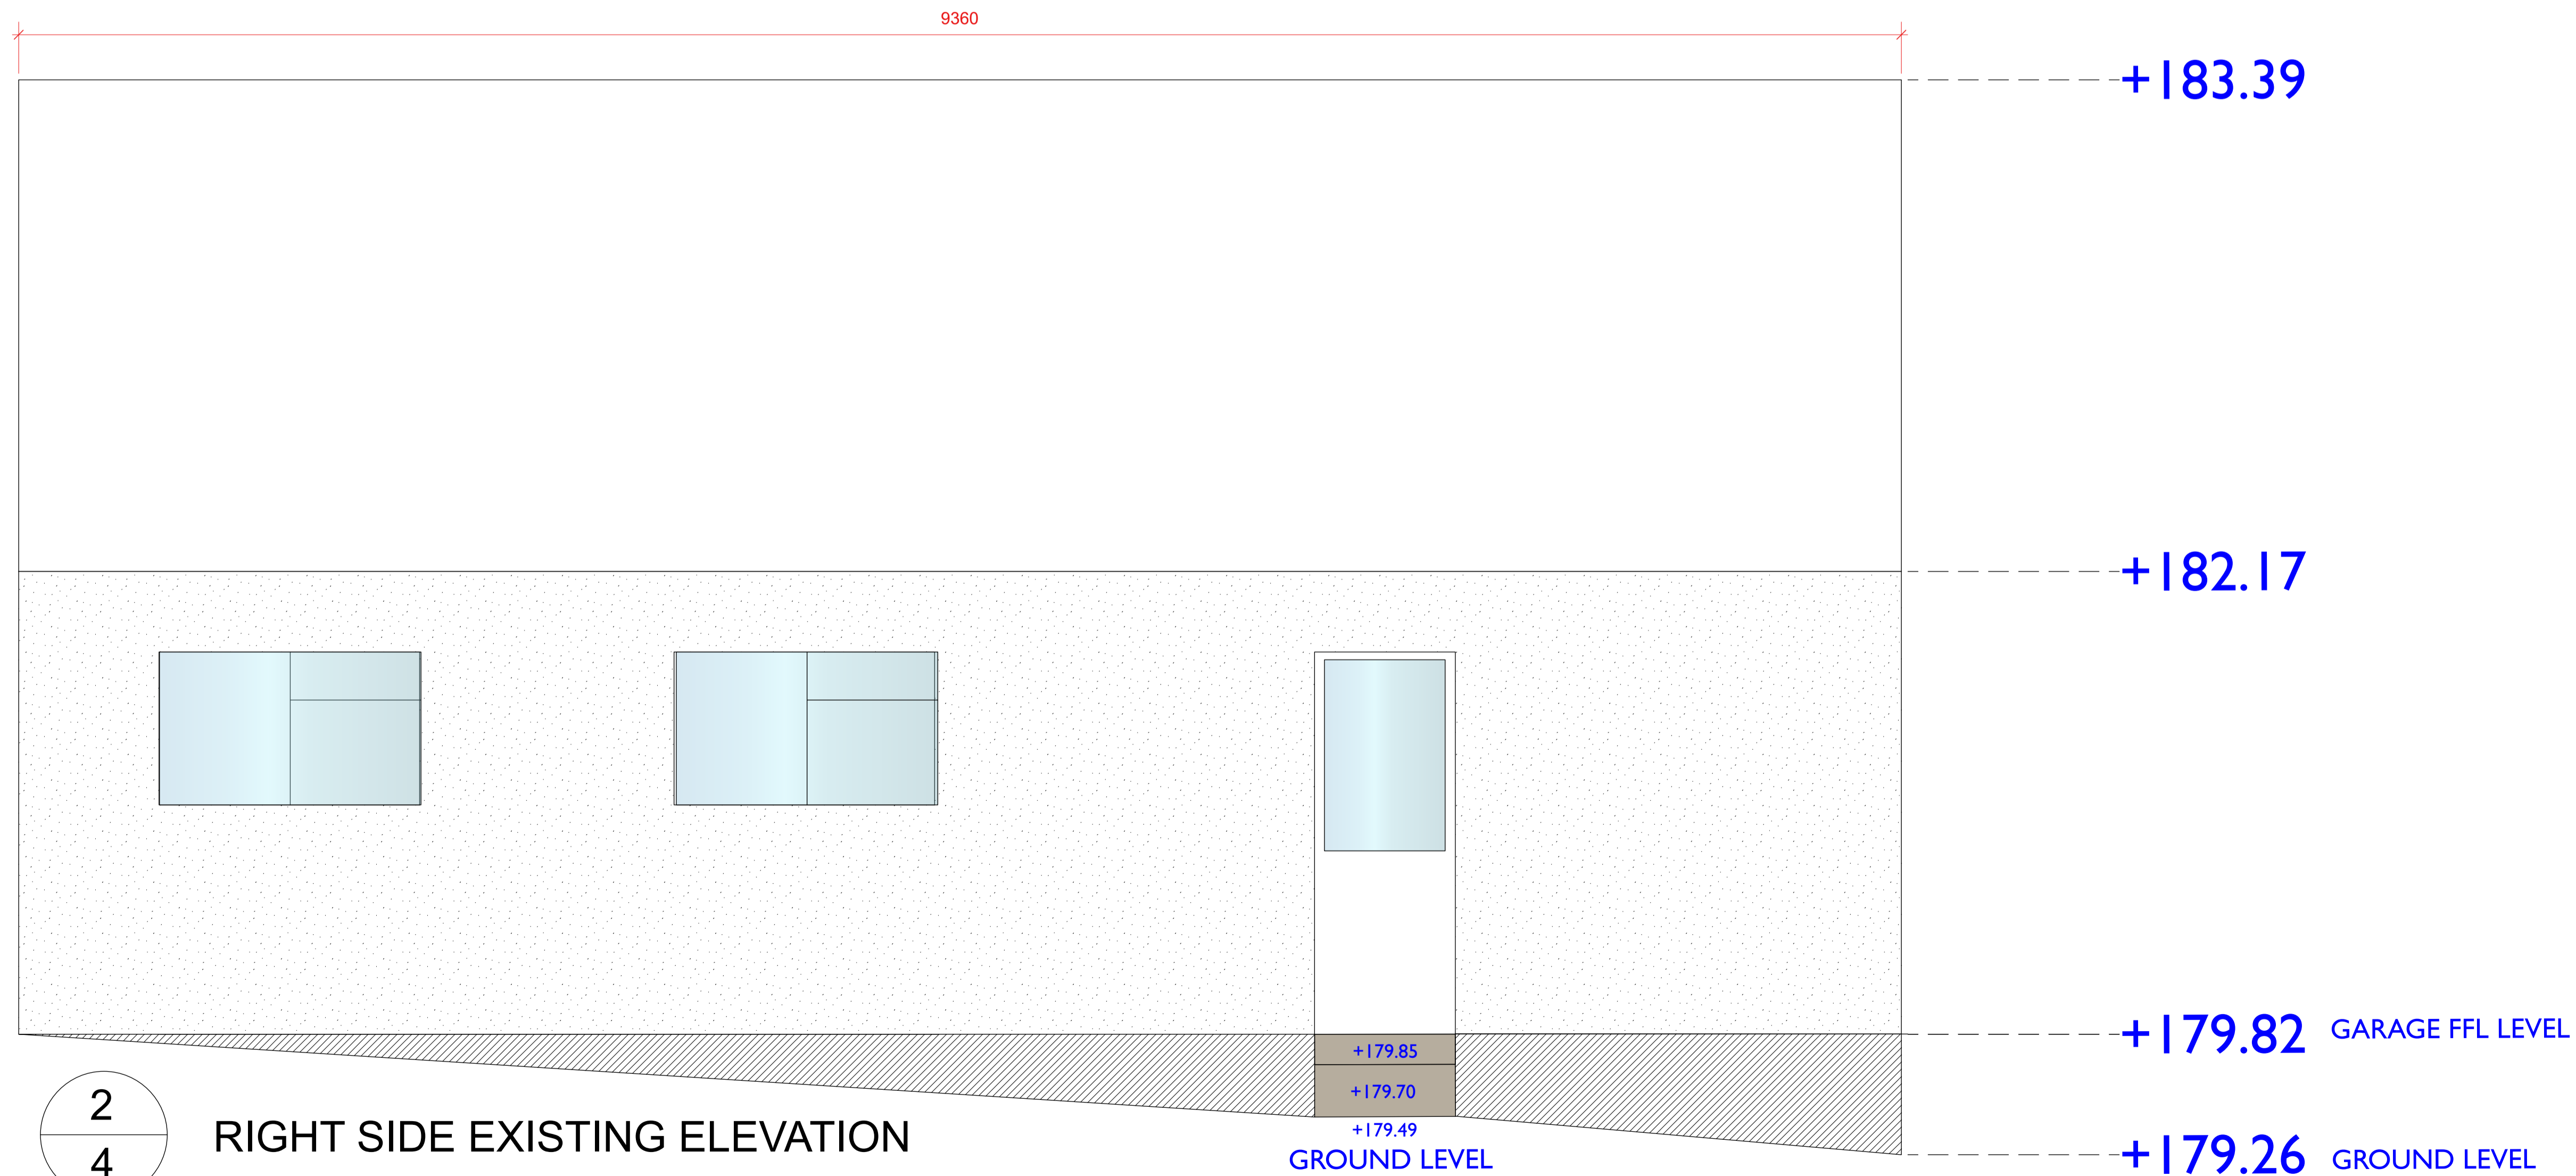 9360
+183.39
+182.17
+179.82 GARAGE FFL LEVEL
+179.85
+179.70
+179.49
GROUND LEVEL
+179.26 GROUND LEVEL
2
4
RIGHT SIDE EXISTING ELEVATION